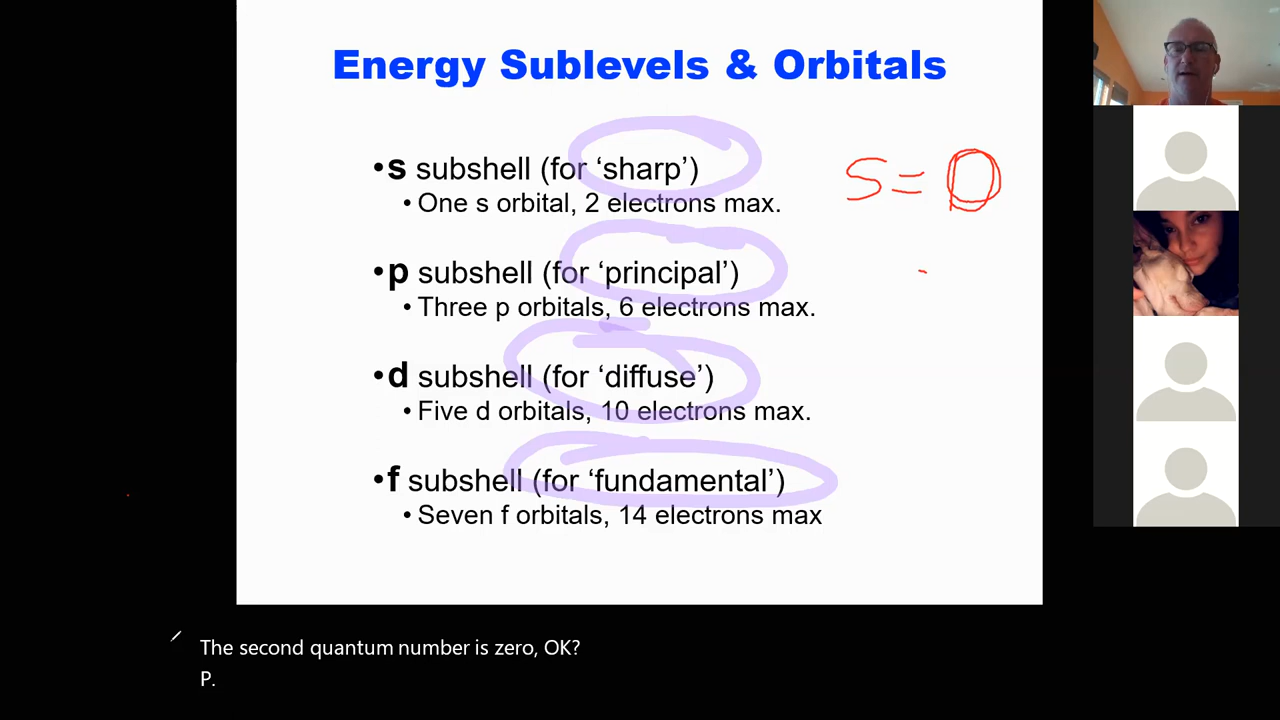 Energy Sublevels & Orbitals
•s subshell (for ‘sharp’)
• One s orbital, 2 electrons max.
S = 0
•p subshell (for ‘principal’)
• Three p orbitals, 6 electrons max.
•d subshell (for ‘diffuse’)
• Five d orbitals, 10 electrons max.
•f subshell (for ‘fundamental’)
• Seven f orbitals, 14 electrons max
The second quantum number is zero, OK?
P.